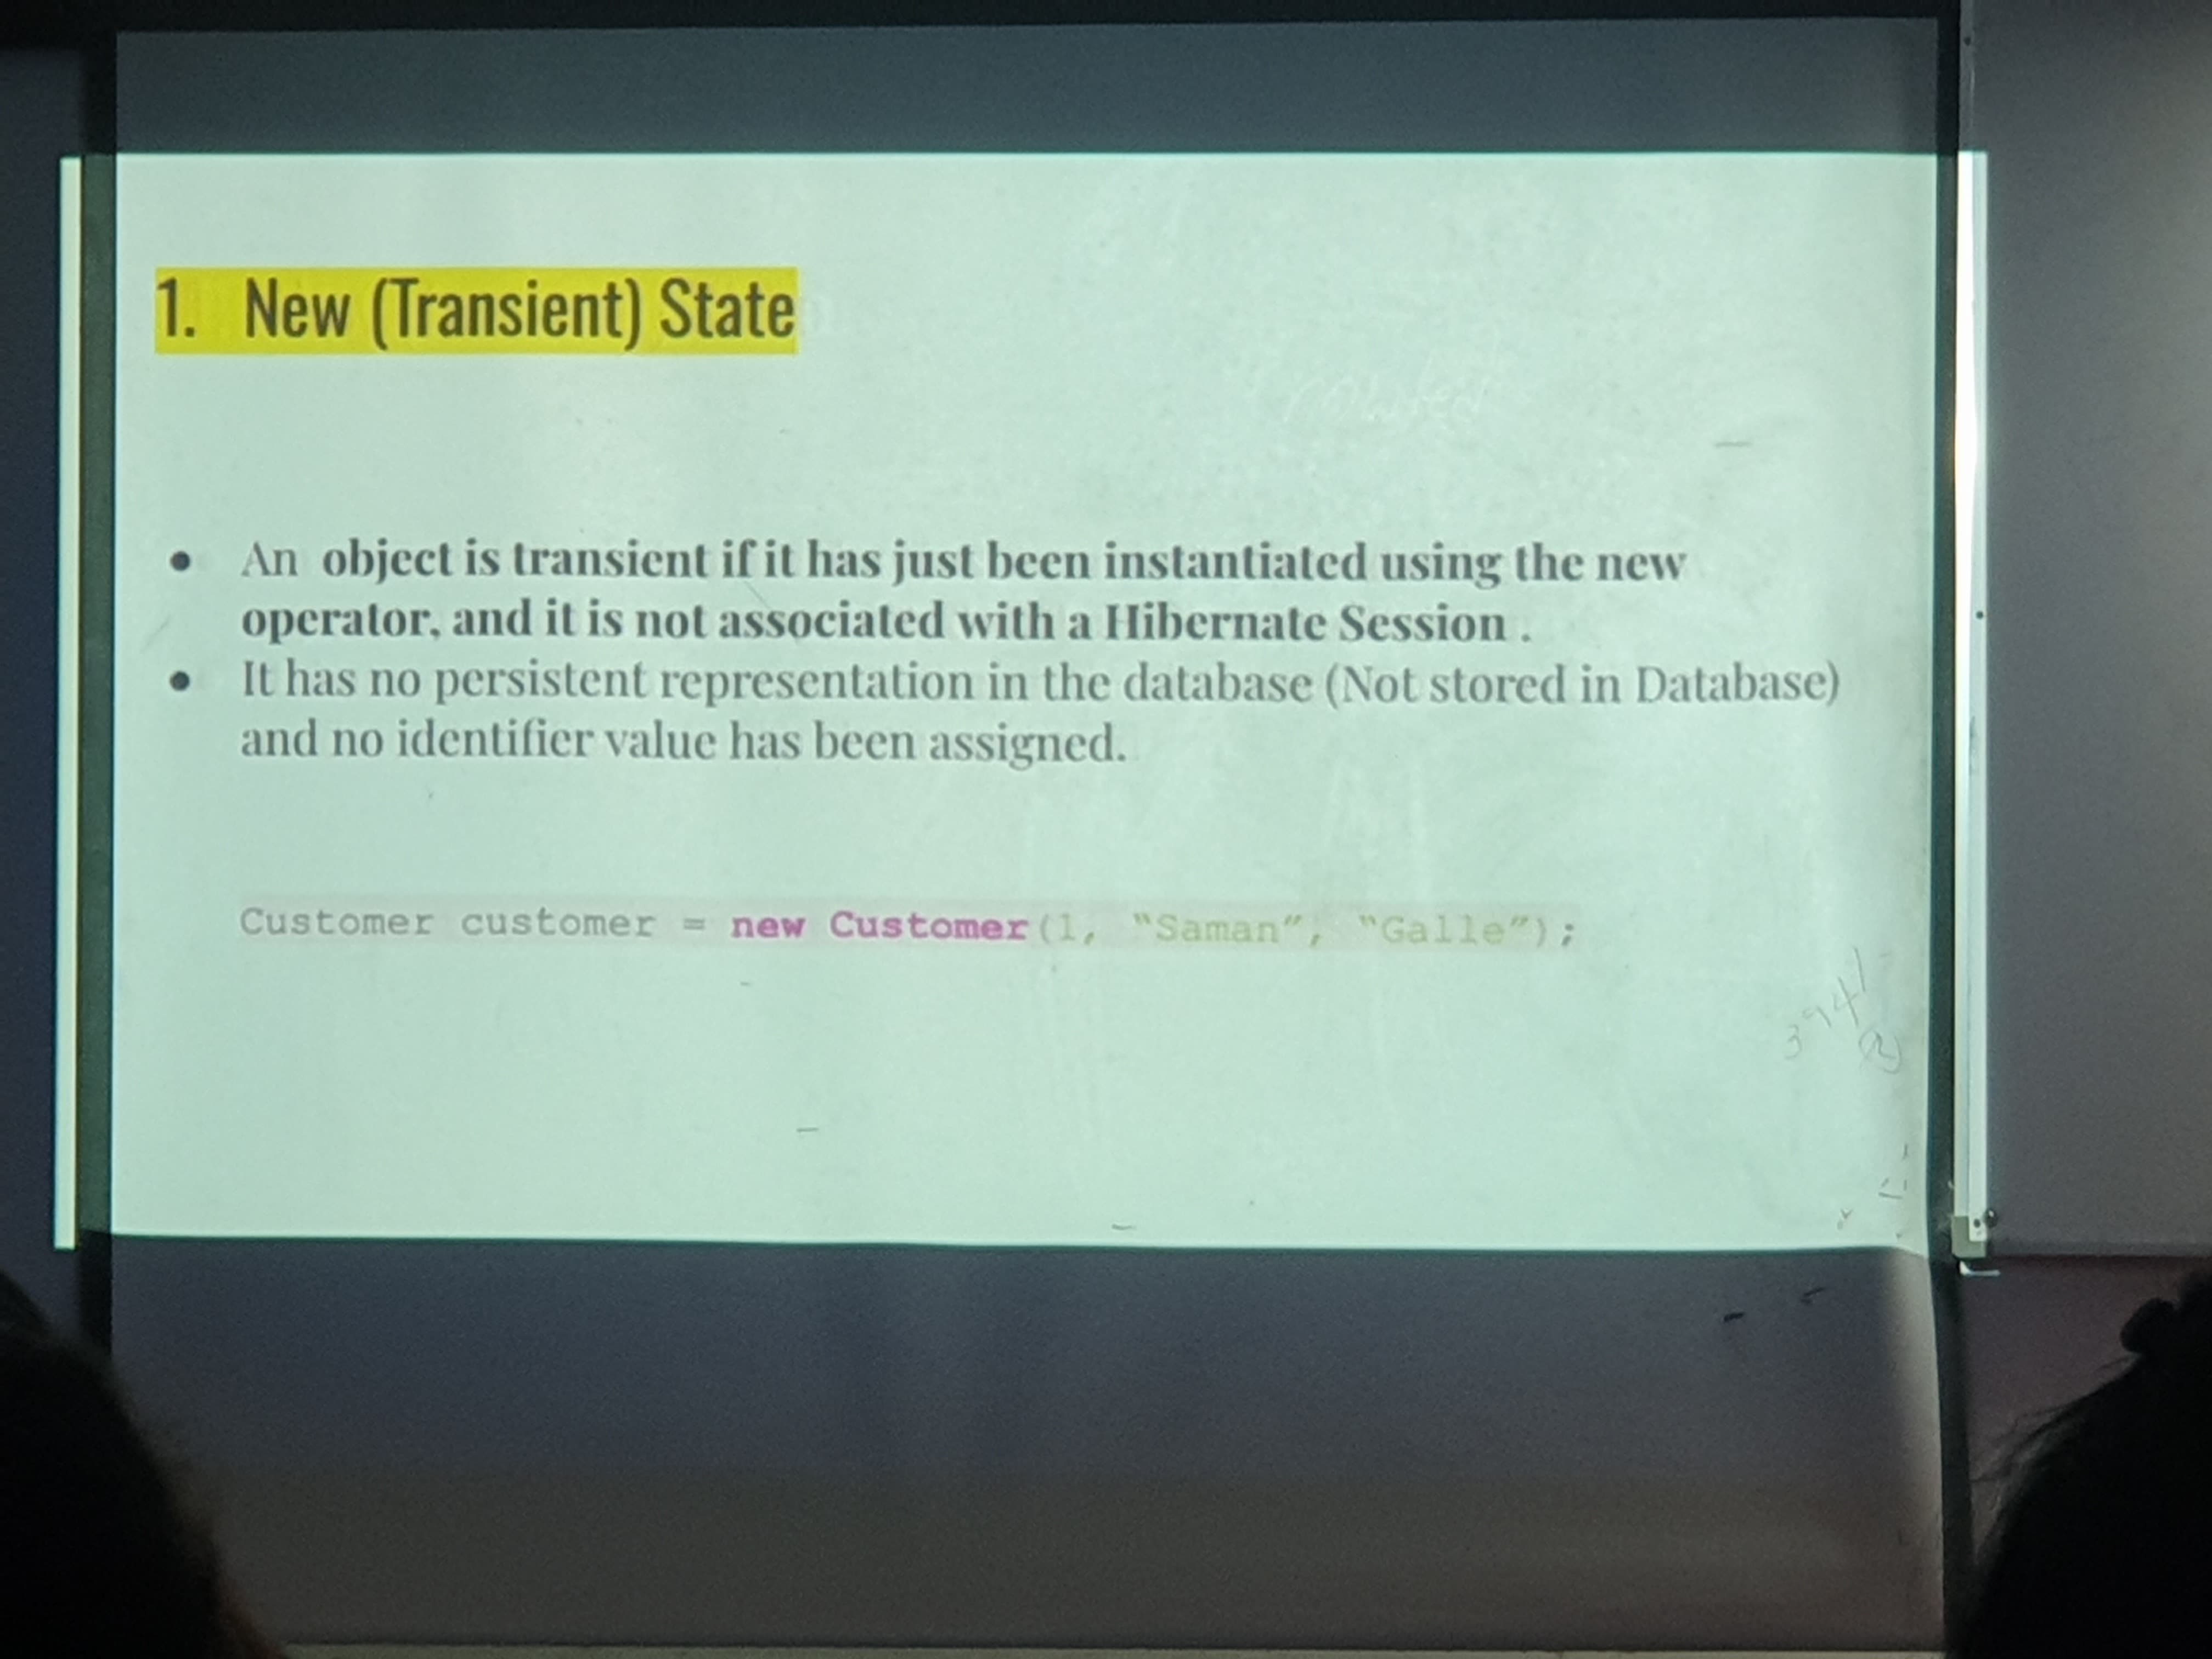 1. New (Transient) State
● An object is transient if it has just been instantiated using the new
operator, and it is not associated with a Hibernate Session .
● It has no persistent representation in the database (Not stored in Database)
and no identifier value has been assigned.
Customer customer = new Customer(1, “Saman”, “Galle”);